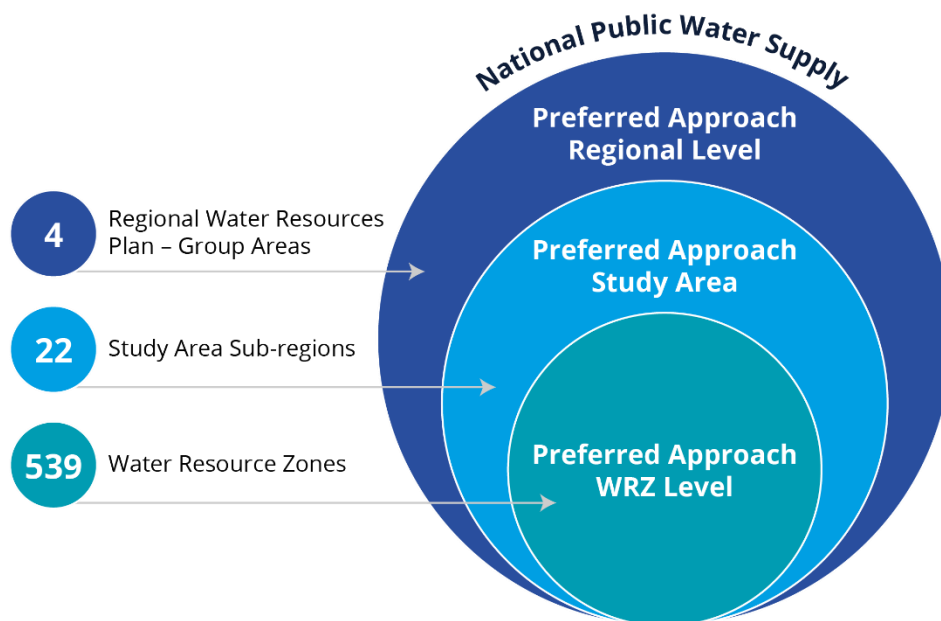 National Public Water Supply
Preferred Approach
Regional Level
4
Regional Water Resources
Plan – Group Areas
Preferred Approach
Study Area
22
Study Area Sub-regions
539
Water Resource Zones
Preferred Approach
WRZ Level